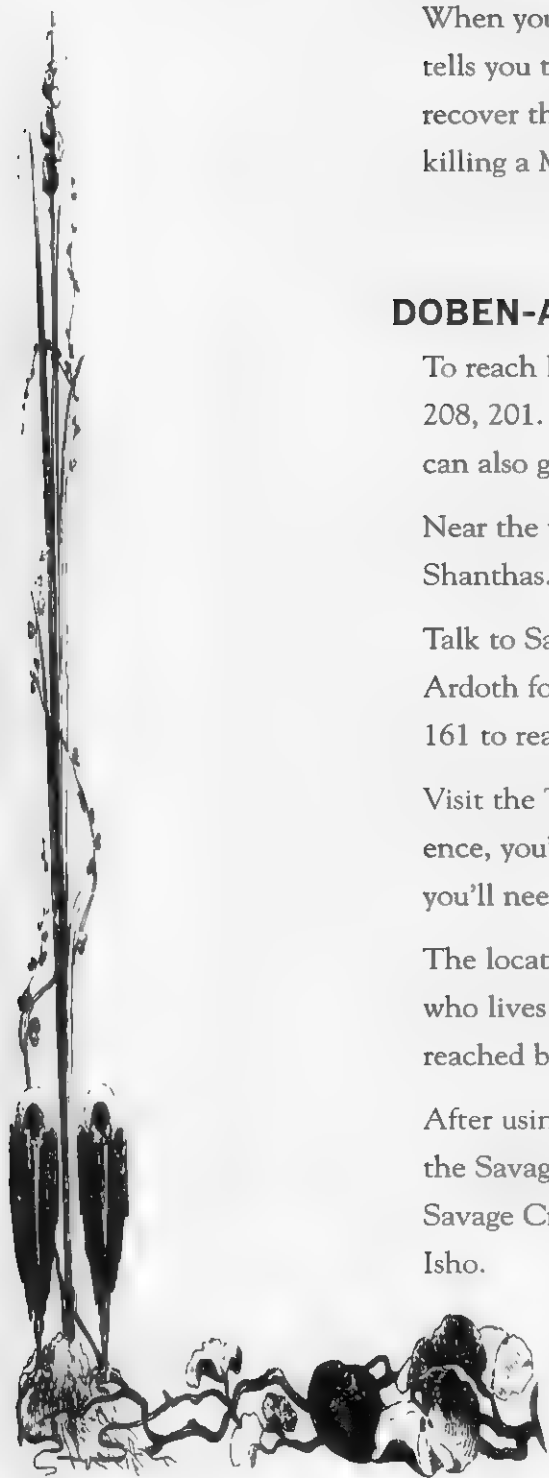 When you
tells you t
recover th
killing a M
DOBEN-A
To reach
208, 201.
can also g
Near the
Shanthas.
Talk to Sa
Ardoth fo
161 to rea
Visit the
ence, you'
you'll nee
The locat
who lives
reached b
After usin
the Savag
Savage Cr
Isho.